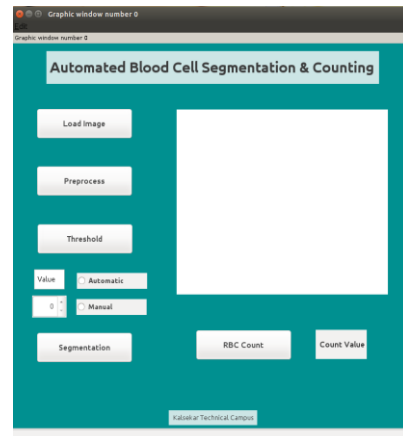 Graphic window number 0
Edit
Graphic window number 0
Automated Blood Cell Segmentation & Counting
Load Image
Preprocess
Threshold
Value
Automatic
0
Manual
Segmentation
RBC Count
Count Value
Kalsekar Technical Campus